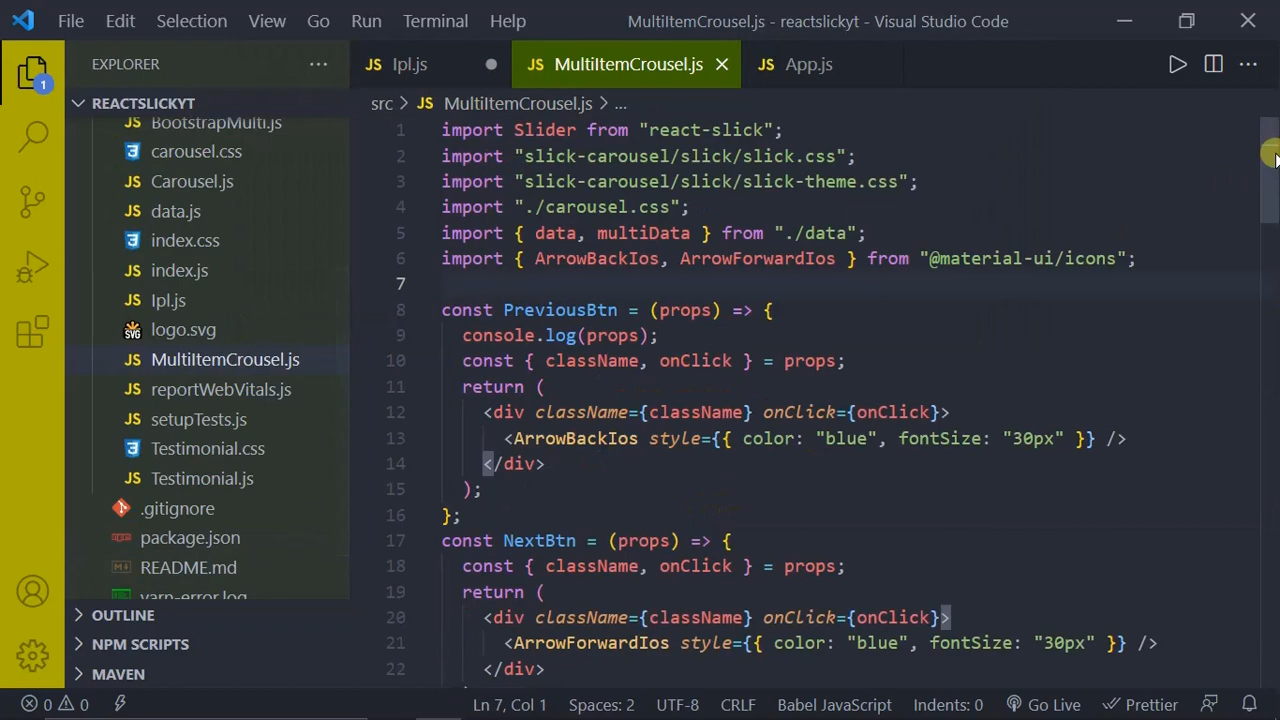 File Edit Selection View Go Run Terminal Help MultiItemCrousel.js - reactslickyt - Visual Studio Code
1
EXPLORER
REACTSLICKYT
BootstrapMulti.js
carousel.css
Carousel.js
data.js
index.css
index.js
Ipl.js
logo.svg
MultiItemCrousel.js
reportWebVitals.js
setupTests.js
Testimonial.css
Testimonial.js
.gitignore
package.json
README.md
yarn-error.log
OUTLINE
NPM SCRIPTS
MAVEN
JS Ipl.js JS MultiItemCrousel.js JS App.js
src > JS MultiItemCrousel.js > ...
1 import Slider from "react-slick";
2 import "slick-carousel/slick/slick.css";
3 import "slick-carousel/slick/slick-theme.css";
4 import "./carousel.css";
5 import { data, multiData } from "./data";
6 import { ArrowBackIos, ArrowForwardIos } from "@material-ui/icons";
7
8 const PreviousBtn = (props) => {
9 console.log(props);
10 const { className, onClick } = props;
11 return (
12 <div className={className} onClick={onClick}>
13 <ArrowBackIos style={{ color: "blue", fontSize: "30px" }} />
14 </div>
15 );
16 };
17 const NextBtn = (props) => {
18 const { className, onClick } = props;
19 return (
20 <div className={className} onClick={onClick}>
21 <ArrowForwardIos style={{ color: "blue", fontSize: "30px" }} />
22 </div>
0 0 Ln 7, Col 1 Spaces: 2 UTF-8 CRLF Babel JavaScript Indents: 0 Go Live Prettier